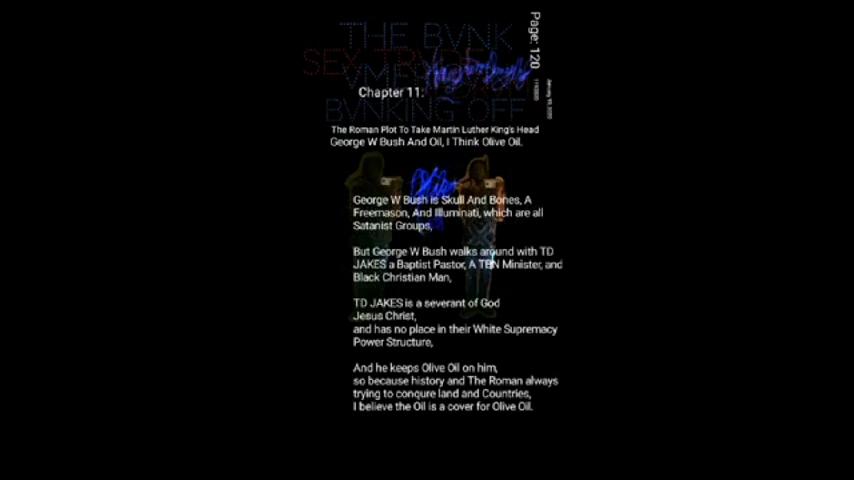 THE BVNK
SEX
Chapter 11:
BVNKING OFF
Page: 120
January 15, 2020
The Roman Plot To Take Martin Luther King's Head
George W Bush And Oil, I Think Olive Oil.
George W Bush is Skull And Bones, A
Freemason, And Illuminati, which are all
Satanist Groups,
But George W Bush walks around with TD
JAKES a Baptist Pastor, A TBN Minister, and
Black Christian Man,
TD JAKES is a severant of God
Jesus Christ,
and has no place in their White Supremacy
Power Structure,
And he keeps Olive Oil on him,
so because history and The Roman always
trying to conqure land and Countries,
I believe the Oil is a cover for Olive Oil.